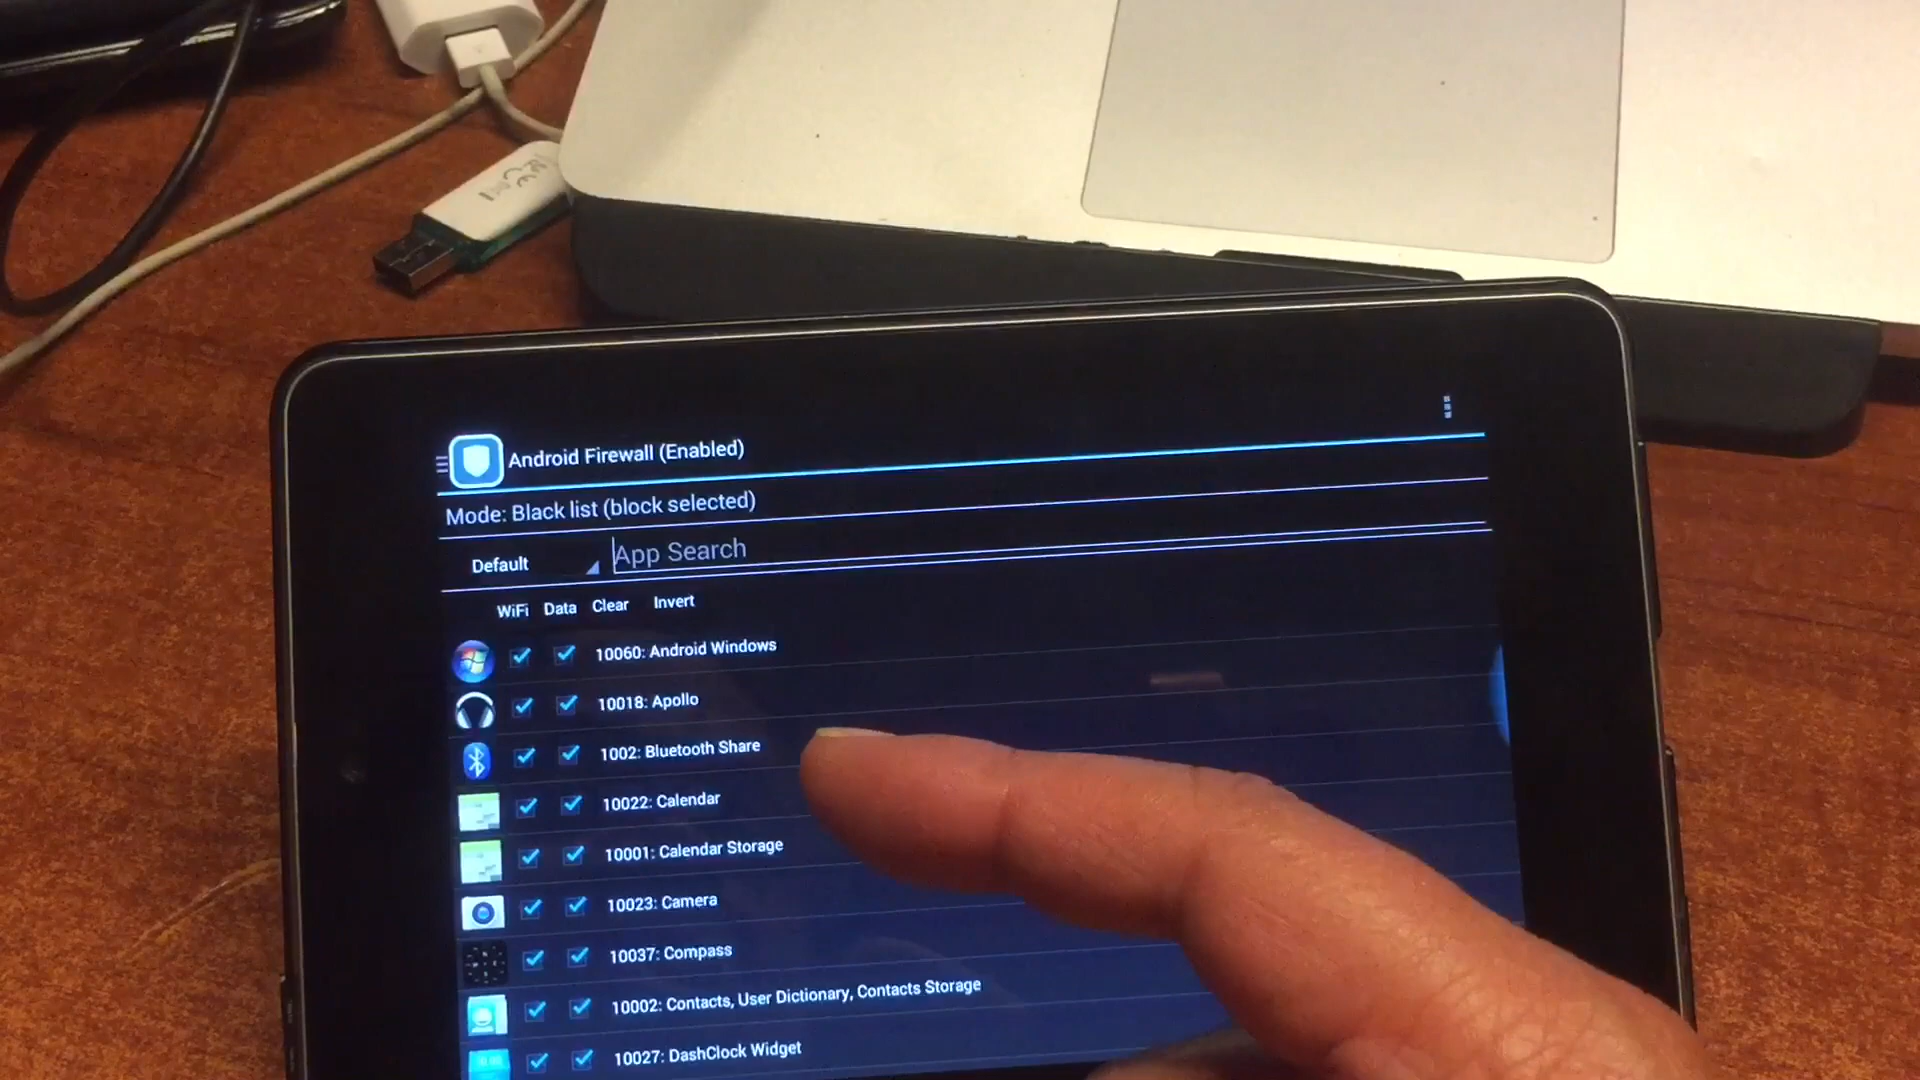 Android Firewall (Enabled)
Mode: Black list (block selected)
Default
App Search
WiFi Data Clear Invert
10060: Android Windows
10018: Apollo
1002: Bluetooth Share
10022: Calendar
10001: Calendar Storage
10023: Camera
10037: Compass
10002: Contacts, User Dictionary, Contacts Storage
10027: DashClock Widget